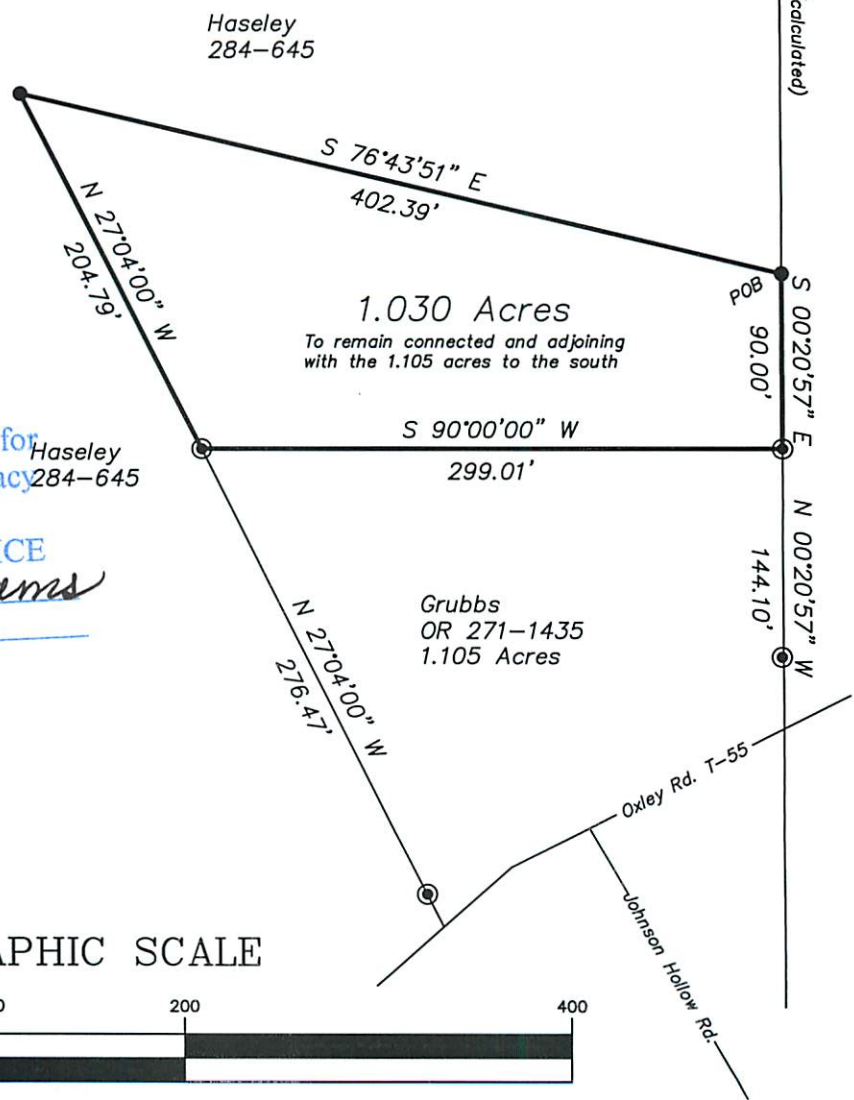 calculated)
Haseley
284-645
S 76°43'51" E
402.39'
N 27°04'00" W
204.79'
POB
S 00°20'57" E
90.00'
1.030 Acres
To remain connected and adjoining
with the 1.105 acres to the south
S 90°00'00" W
299.01'
for
Haseley
284-645
N 00°20'57" W
144.10'
Grubbs
OR 271-1435
1.105 Acres
N 27°04'00" W
276.47'
Oxley Rd. T-55
Johnson Hollow Rd.
APHIC SCALE
0
200
400